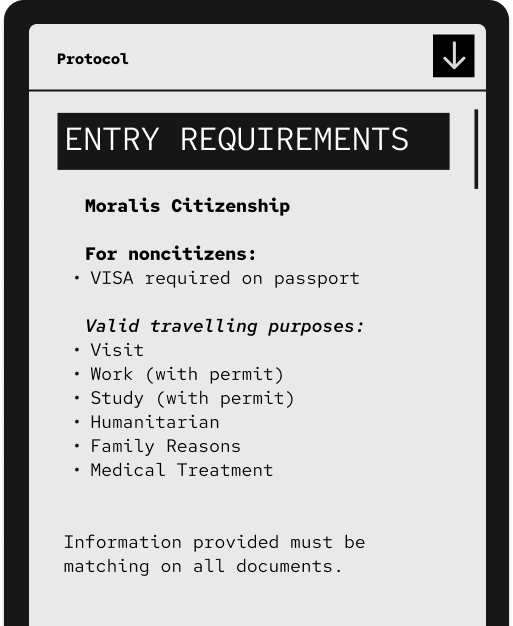 Protocol
ENTRY REQUIREMENTS
Moralis Citizenship
For noncitizens:
• VISA required on passport
Valid travelling purposes:
• Visit
• Work (with permit)
• Study (with permit)
• Humanitarian
• Family Reasons
• Medical Treatment
Information provided must be
matching on all documents.